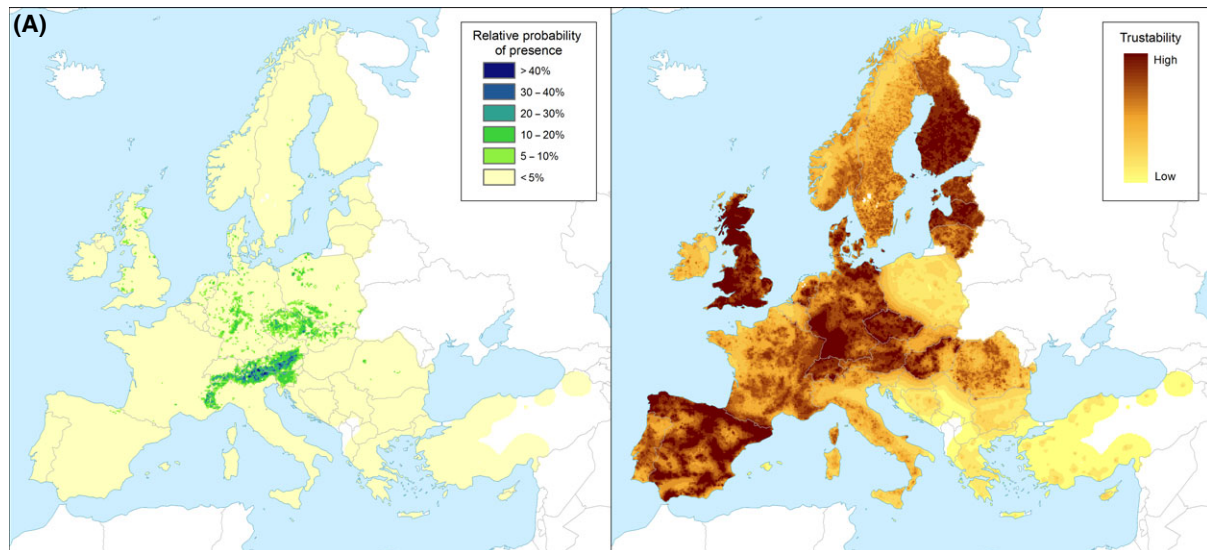 (A)
Relative probability
of presence
> 40%
30 – 40%
20 – 30%
10 – 20%
5 – 10%
< 5%
Trustability
High
Low